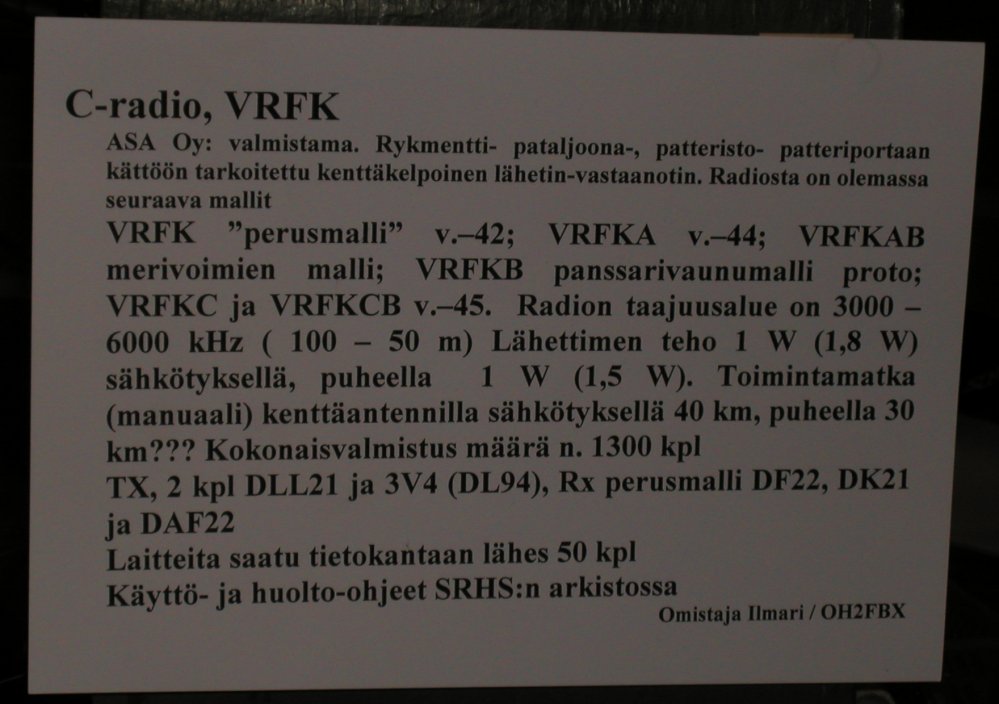 C-radio, VRFK
ASA Oy: valmistama. Rykmentti- pataljoona-, patteristo- patteriportaan
kättöön tarkoitettu kenttäkelpoinen lähetin-vastaanotin. Radiosta on olemassa
seuraava mallit
VRFK ”perusmalli” v.–42; VRFKA v.–44; VRFKAB
merivoimien malli; VRFKB panssarivaunumalli proto;
VRFKC ja VRFKCB v.–45. Radion taajuusalue on 3000 –
6000 kHz ( 100 – 50 m) Lähettimen teho 1 W (1,8 W)
sähkötyksellä, puheella 1 W (1,5 W). Toimintamatka
(manuaali) kenttäantennilla sähkötyksellä 40 km, puheella 30
km??? Kokonaisvalmistus määrä n. 1300 kpl
TX, 2 kpl DLL21 ja 3V4 (DL94), Rx perusmalli DF22, DK21
ja DAF22
Laitteita saatu tietokantaan lähes 50 kpl
Käyttö- ja huolto-ohjeet SRHS:n arkistossa
Omistaja Ilmari / OH2FBX